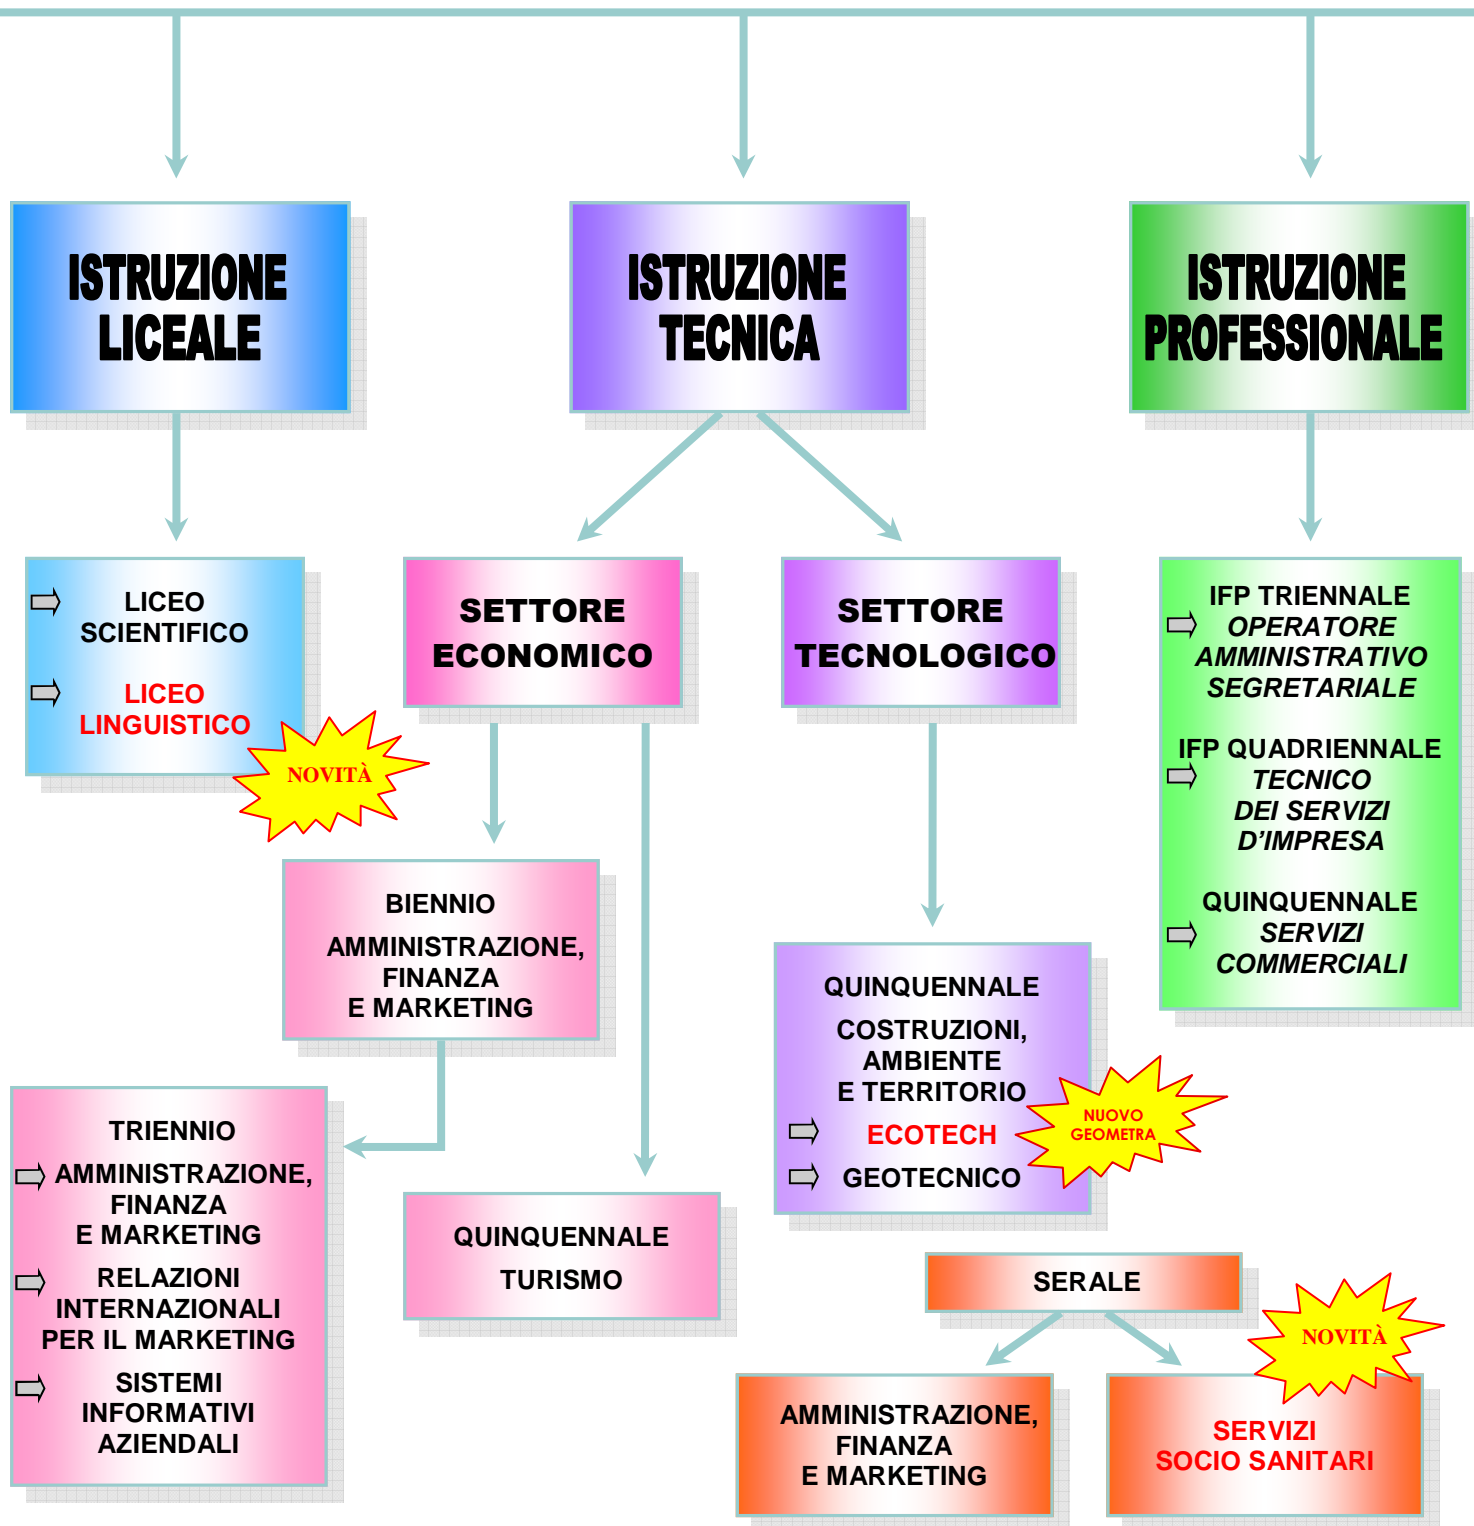 ISTRUZIONE
LICEALE
ISTRUZIONE
TECNICA
ISTRUZIONE
PROFESSIONALE
LICEO
SCIENTIFICO
LICEO
LINGUISTICO
NOVITÀ
SETTORE
ECONOMICO
SETTORE
TECNOLOGICO
IFP TRIENNALE
OPERATORE
AMMINISTRATIVO
SEGRETARIALE
IFP QUADRIENNALE
TECNICO
DEI SERVIZI
D'IMPRESA
QUINQUENNALE
SERVIZI
COMMERCIALI
BIENNIO
AMMINISTRAZIONE,
FINANZA
E MARKETING
QUINQUENNALE
COSTRUZIONI,
AMBIENTE
E TERRITORIO
ECOTECH
GEOTECNICO
NUOVO
GEOMETRA
TRIENNIO
AMMINISTRAZIONE,
FINANZA
E MARKETING
RELAZIONI
INTERNAZIONALI
PER IL MARKETING
SISTEMI
INFORMATIVI
AZIENDALI
QUINQUENNALE
TURISMO
SERALE
NOVITÀ
AMMINISTRAZIONE,
FINANZA
E MARKETING
SERVIZI
SOCIO SANITARI